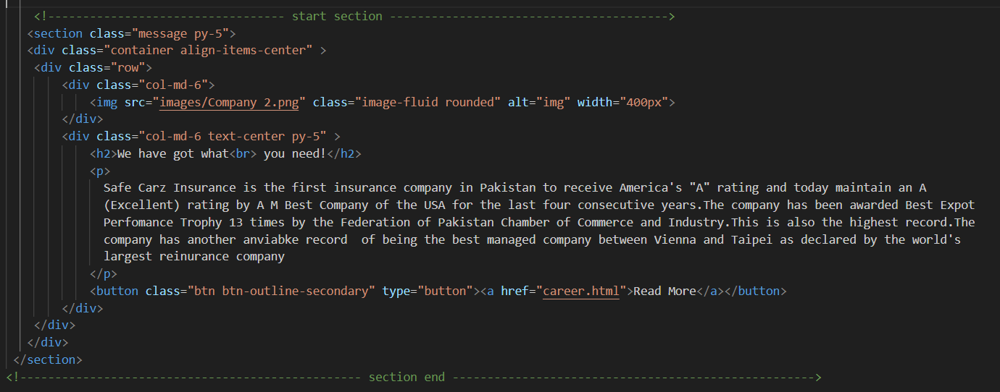 <!---------------------------------- start section ---------------------------------------->
<section class="message py-5">
<div class="container align-items-center" >
<div class="row">
<div class="col-md-6">
<img src="images/Company 2.png" class="image-fluid rounded" alt="img" width="400px">
</div>
<div class="col-md-6 text-center py-5" >
<h2>We have got what<br> you need!</h2>
<p>
Safe Carz Insurance is the first insurance company in Pakistan to receive America's "A" rating and today maintain an A
(Excellent) rating by A M Best Company of the USA for the last four consecutive years.The company has been awarded Best Expot
Perfomance Trophy 13 times by the Federation of Pakistan Chamber of Commerce and Industry.This is also the highest record.The
company has another anviabke record  of being the best managed company between Vienna and Taipei as declared by the world's
largest reinurance company
</p>
<button class="btn btn-outline-secondary" type="button"><a href="career.html">Read More</a></button>
</div>
</div>
</div>
</section>
<!------------------------------------------------- section end ---------------------------------------------------->